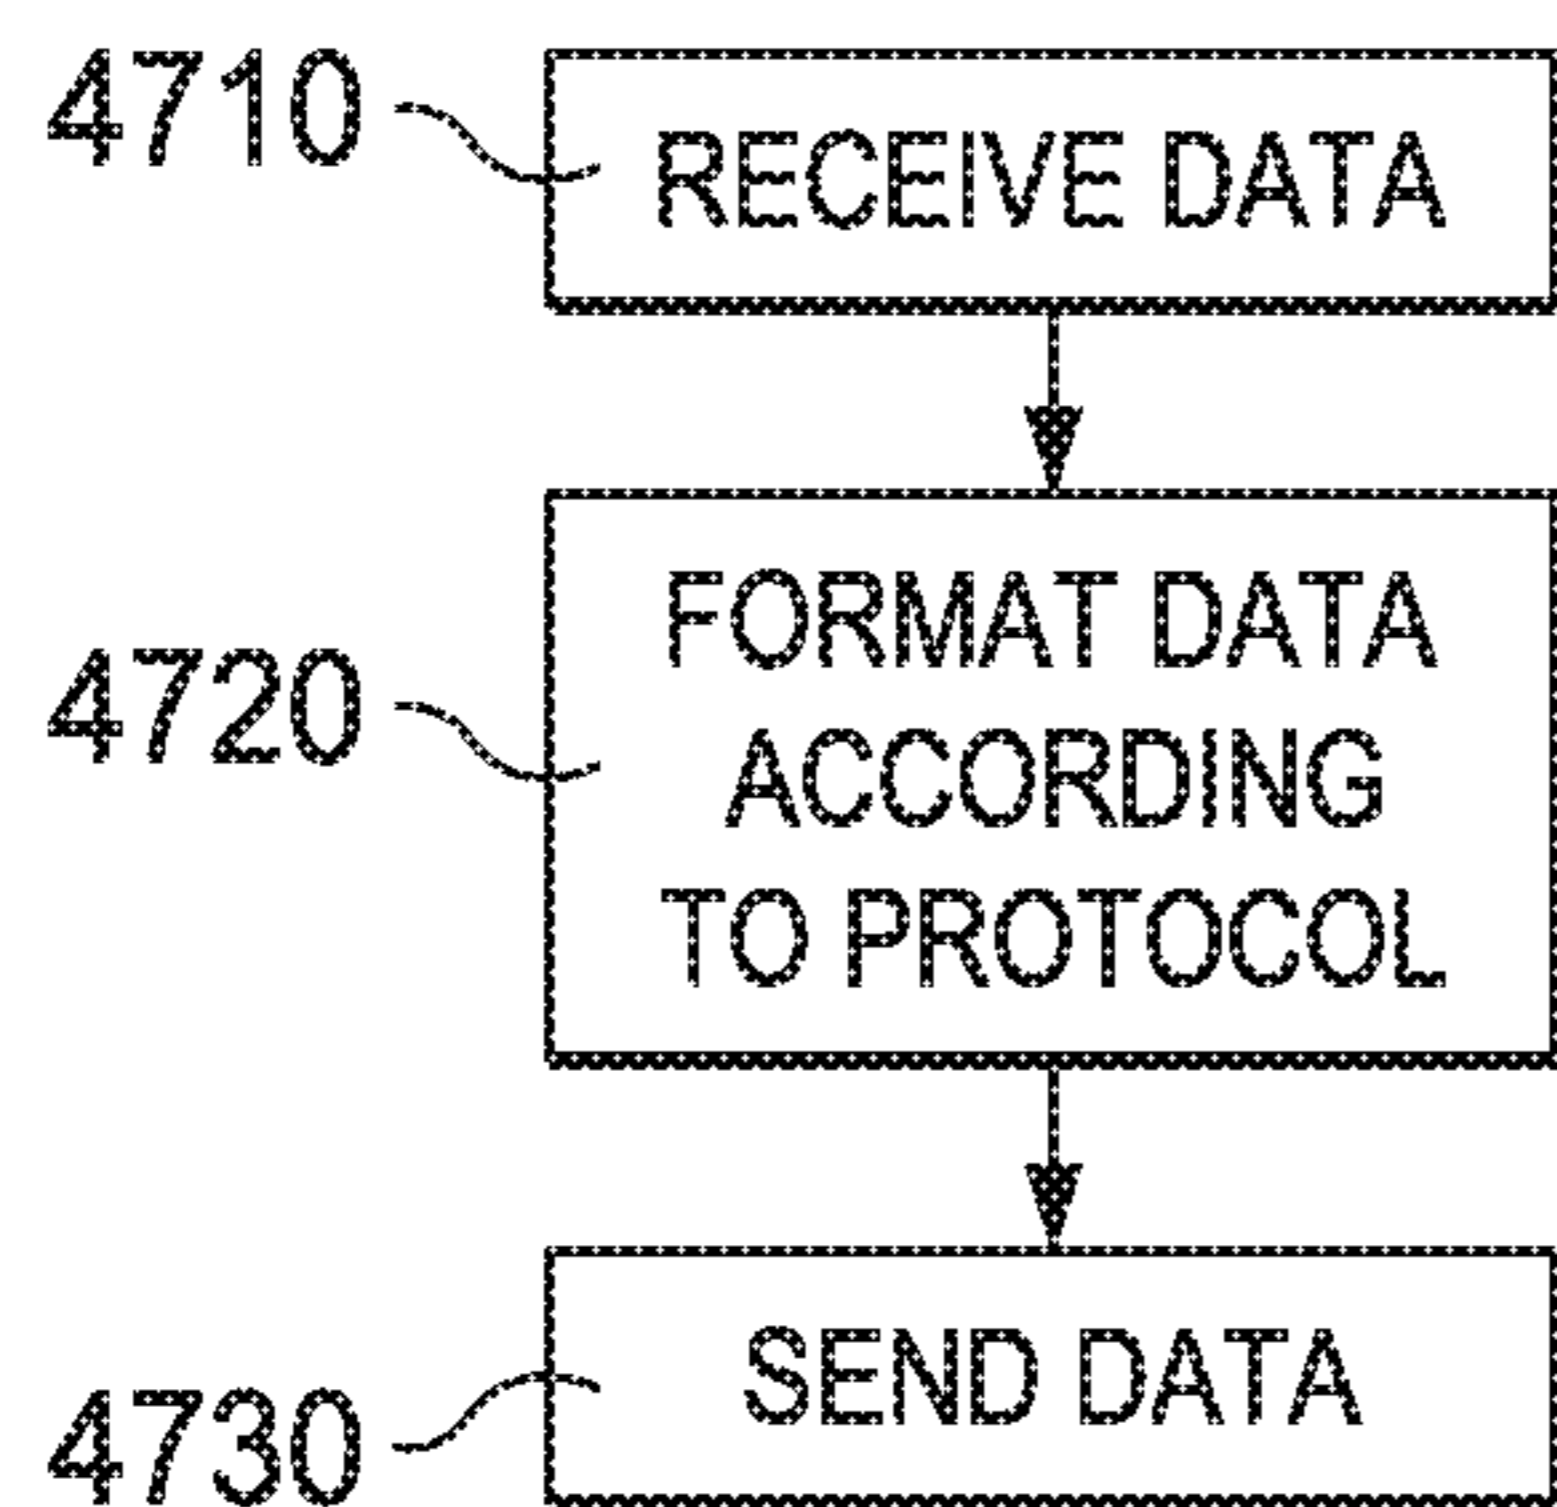 4710
RECEIVE DATA
4720
FORMAT DATA
ACCORDING
TO PROTOCOL
4730
SEND DATA